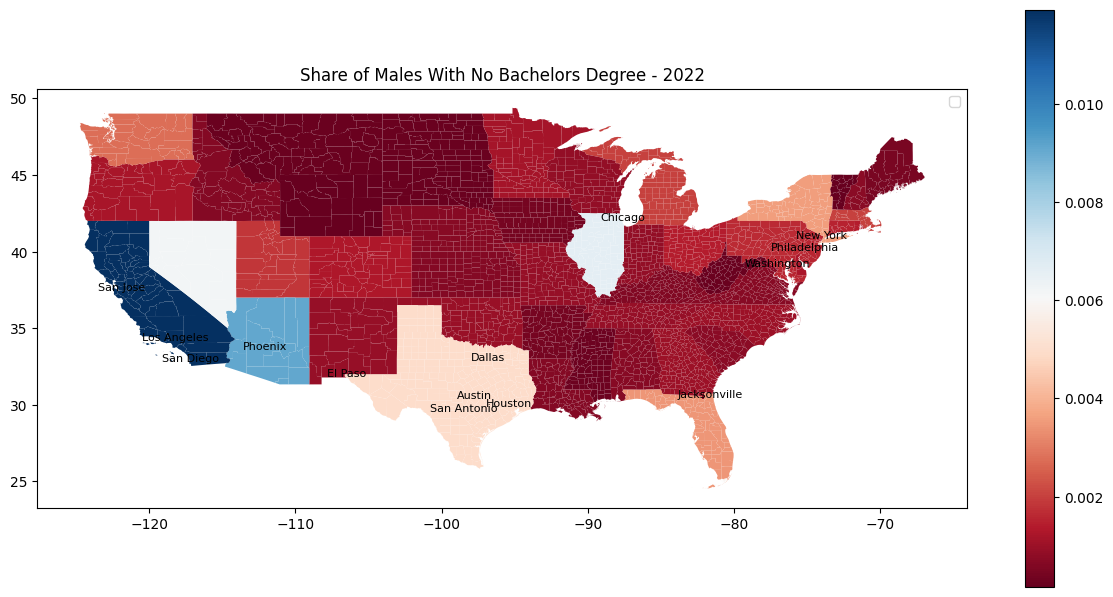 Share of Males With No Bachelors Degree - 2022
50
45
40
35
30
25
−120
−110
−100
−90
−80
−70
Chicago
New York
Philadelphia
Washington
San Jose
Los Angeles
Phoenix
San Diego
Dallas
El Paso
Austin
Houston
San Antonio
Jacksonville
0.010
0.008
0.006
0.004
0.002